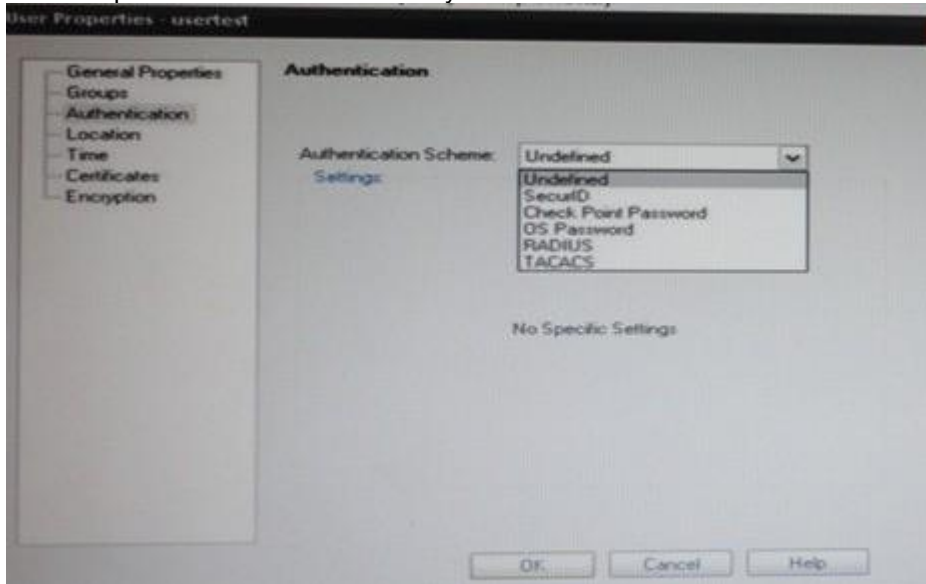 User Properties - usertest
General Properties
Groups
Authentication
Location
Time
Certificates
Encryption
Authentication
Authentication Scheme: Undefined
Settings
Undefined
SecurID
Check Point Password
OS Password
RADIUS
TACACS
No Specific Settings
OK Cancel Help